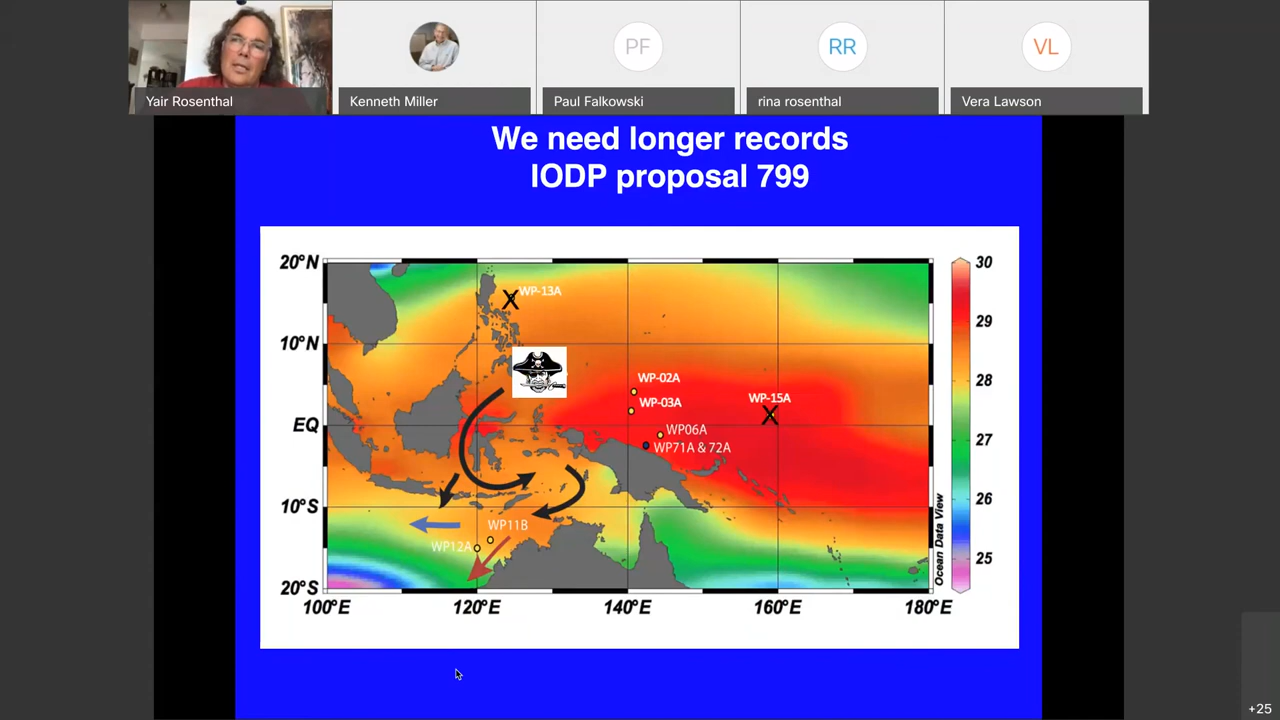 PF
RR
VL
Yair Rosenthal
Kenneth Miller
Paul Falkowski
rina rosenthal
Vera Lawson
We need longer records
IODP proposal 799
20°N
10°N
EQ
10°S
20°S
100°E
120°E
140°E
160°E
180°E
WP-13A
WP-02A
WP-03A
WP-15A
WP06A
WP71A & 72A
WP11B
WP12A
30
29
28
27
26
25
Ocean Data View
+25